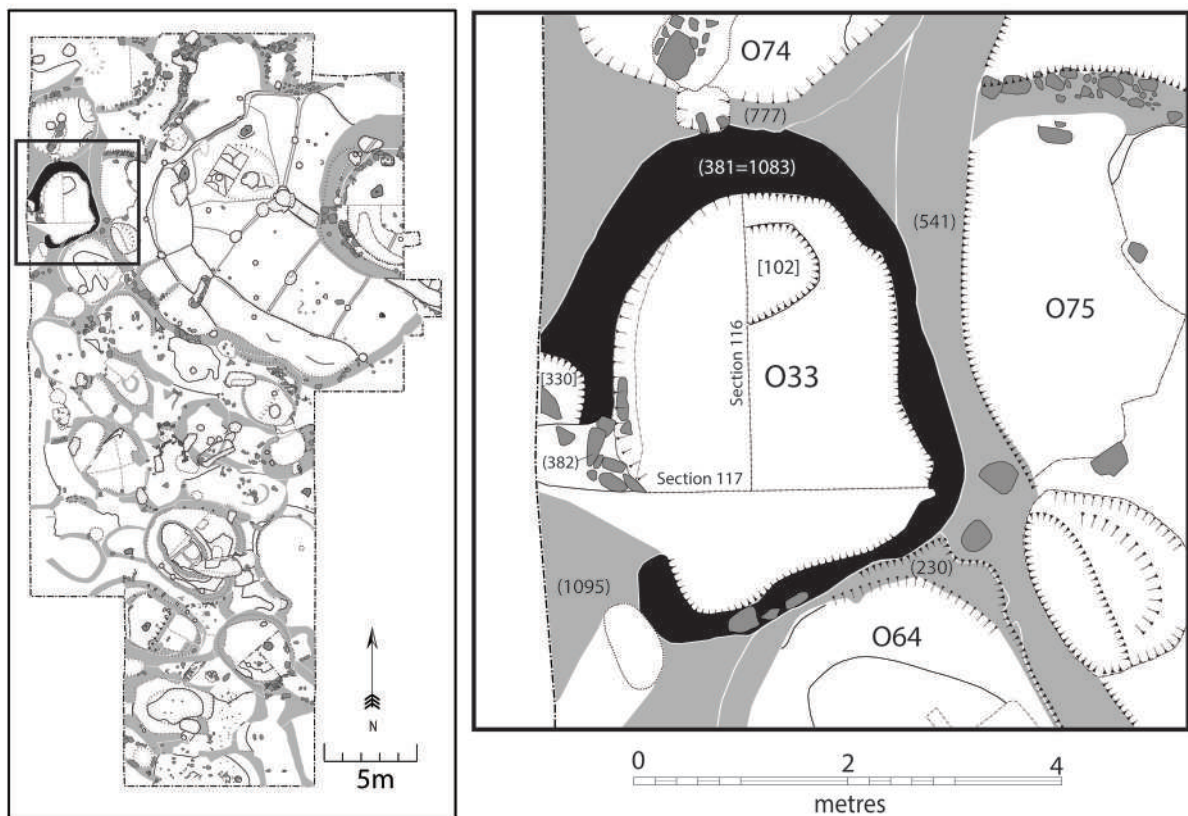 N
5m
O74
(777)
(381=1083)
(541)
[102]
O75
Section 116
O33
[330]
(382)
Section 117
(230)
(1095)
O64
0 2 4
metres